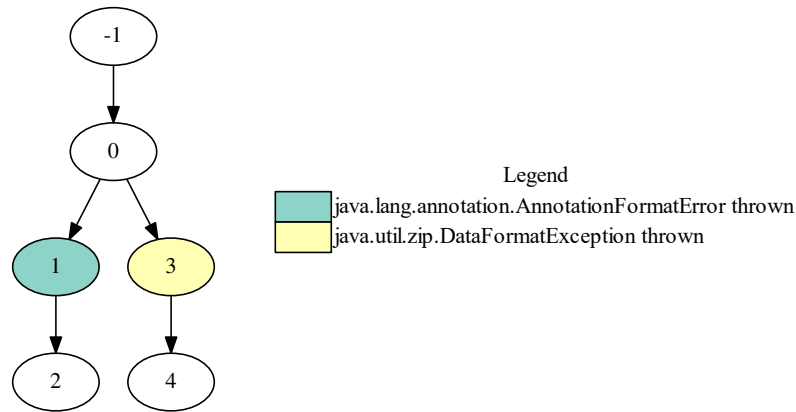 -1
0
1
3
2
4
Legend
java.lang.annotation.AnnotationFormatError thrown
java.util.zip.DataFormatException thrown